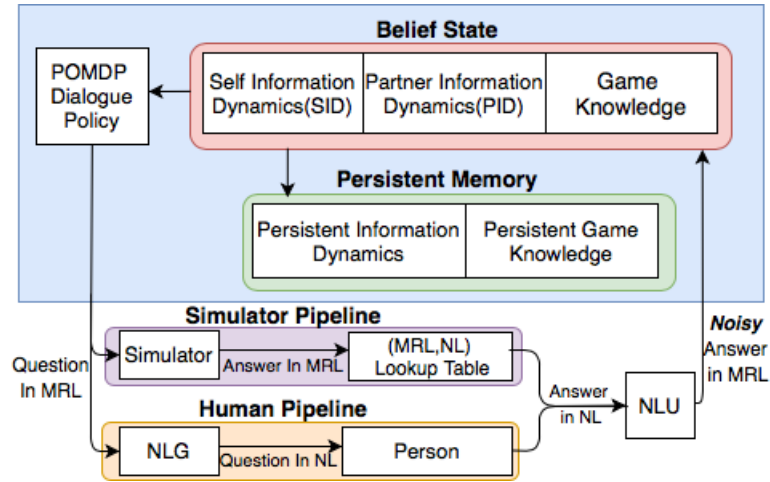 Belief State
POMDP
Dialogue
Policy
Self Information
Dynamics(SID)
Partner Information
Dynamics(PID)
Game
Knowledge
Persistent Memory
Persistent Information
Dynamics
Persistent Game
Knowledge
Simulator Pipeline
Simulator
Answer In MRL
(MRL,NL)
Lookup Table
Question
In MRL
Human Pipeline
NLG
Question In NL
Person
Answer
in NL
NLU
Noisy
Answer
in MRL